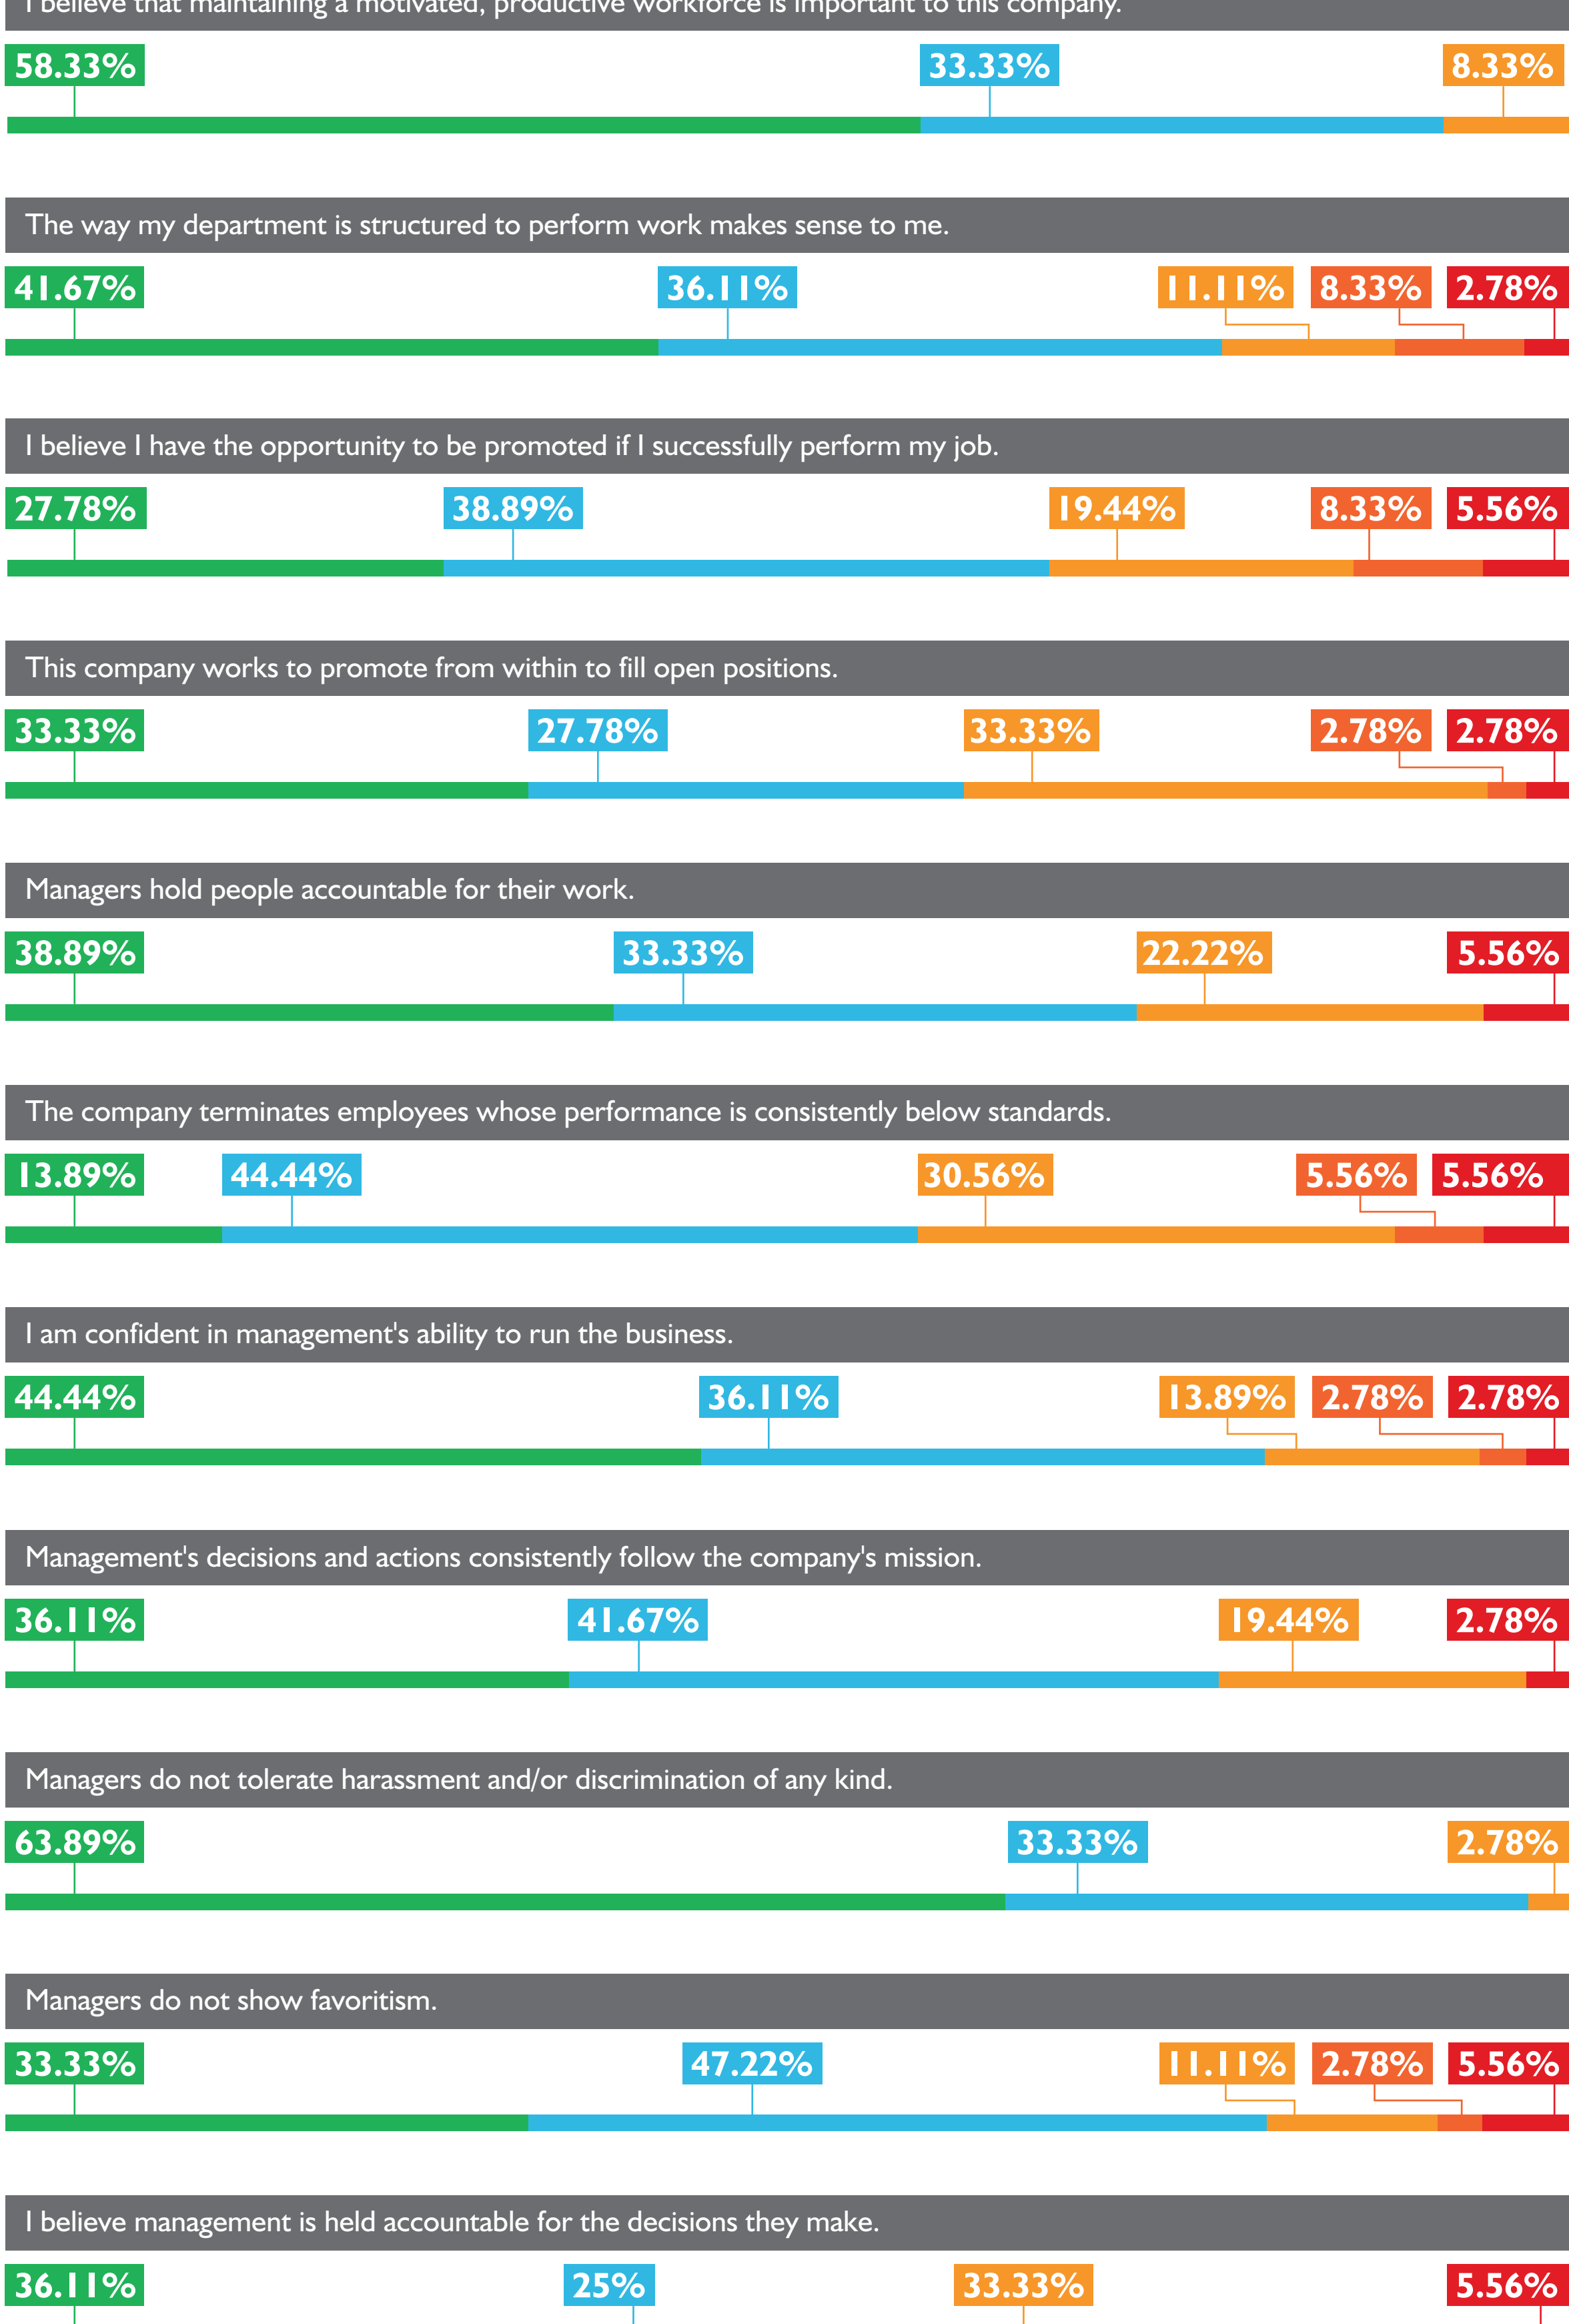 I believe that maintaining a motivated, productive workforce is important to this company.
58.33% 33.33% 8.33%
The way my department is structured to perform work makes sense to me.
41.67% 36.11% 11.11% 8.33% 2.78%
I believe I have the opportunity to be promoted if I successfully perform my job.
27.78% 38.89% 19.44% 8.33% 5.56%
This company works to promote from within to fill open positions.
33.33% 27.78% 33.33% 2.78% 2.78%
Managers hold people accountable for their work.
38.89% 33.33% 22.22% 5.56%
The company terminates employees whose performance is consistently below standards.
13.89% 44.44% 30.56% 5.56% 5.56%
I am confident in management's ability to run the business.
44.44% 36.11% 13.89% 2.78% 2.78%
Management's decisions and actions consistently follow the company's mission.
36.11% 41.67% 19.44% 2.78%
Managers do not tolerate harassment and/or discrimination of any kind.
63.89% 33.33% 2.78%
Managers do not show favoritism.
33.33% 47.22% 11.11% 2.78% 5.56%
I believe management is held accountable for the decisions they make.
36.11% 25% 33.33% 5.56%